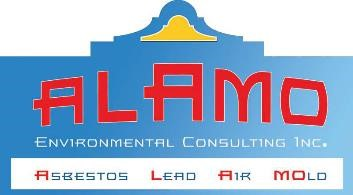 ALAMO
ENVIRONMENTAL CONSULTING INC.
ASBESTOS LEAD AIR MOLD